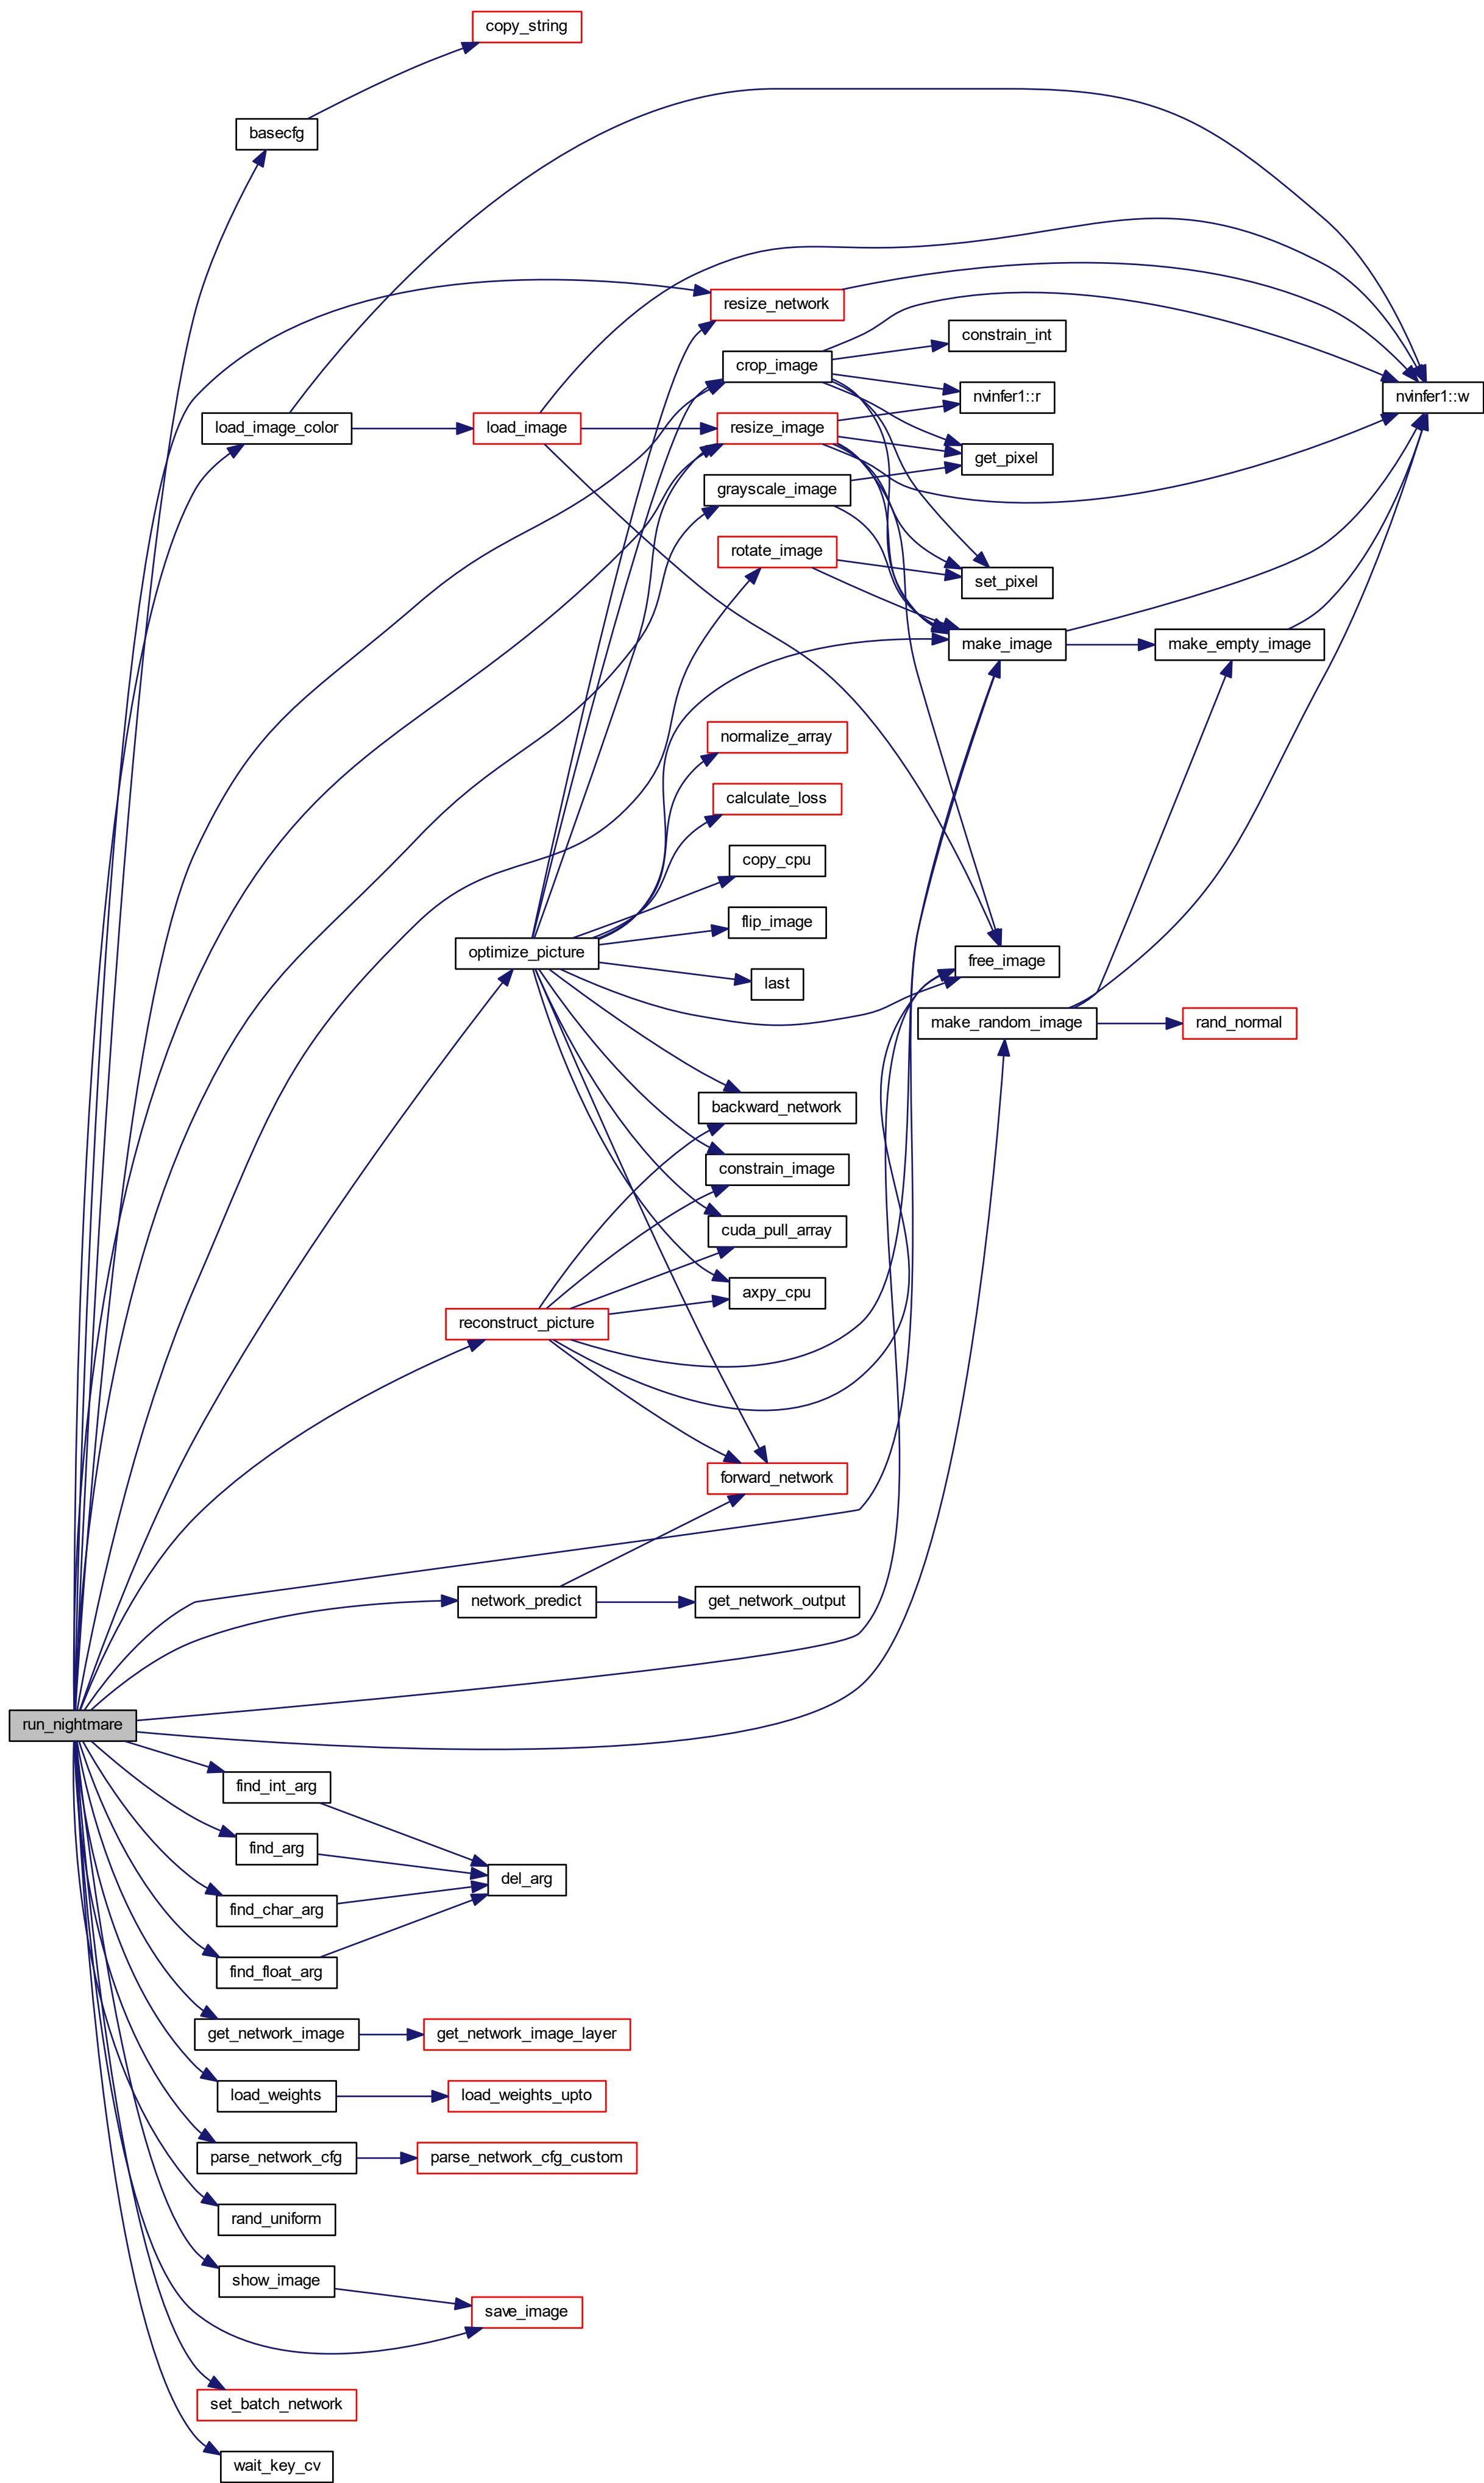 copy_string
basecfg
resize_network
constrain_int
crop_image
nvinfer1::r
nvinfer1::w
load_image_color
load_image
resize_image
get_pixel
grayscale_image
rotate_image
set_pixel
make_image
make_empty_image
normalize_array
calculate_loss
copy_cpu
flip_image
optimize_picture
free_image
last
make_random_image
rand_normal
backward_network
constrain_image
cuda_pull_array
axpy_cpu
reconstruct_picture
forward_network
network_predict
get_network_output
run_nightmare
find_int_arg
find_arg
del_arg
find_char_arg
find_float_arg
get_network_image
get_network_image_layer
load_weights
load_weights_upto
parse_network_cfg
parse_network_cfg_custom
rand_uniform
show_image
save_image
set_batch_network
wait_key_cv